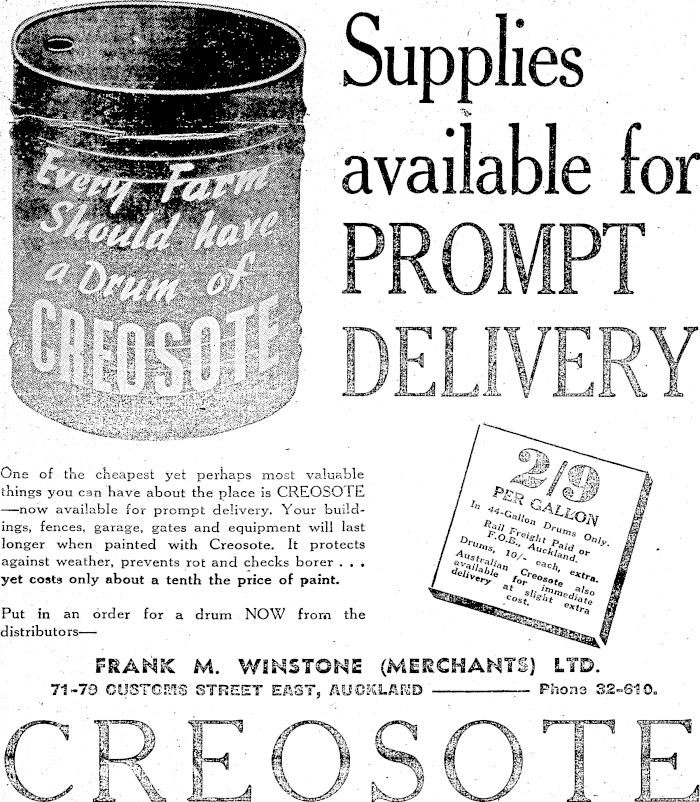 Every Farm
Should have
a Drum of
CREOSOTE
Supplies
available for
PROMPT
DELIVERY
One of the cheapest yet perhaps most valuable
things you can have about the place is CREOSOTE
—now available for prompt delivery. Your build-
ings, fences, garage, gates and equipment will last
longer when painted with Creosote. It protects
against weather, prevents rot and checks borer . . .
yet costs only about a tenth the price of paint.
Put in an order for a drum NOW from the
distributors—
2/9
PER GALLON
In 44-Gallon Drums Only.
Rail Freight Paid or
F.O.B., Auckland.
Drums, 10/- each, extra.
Australian Creosote also
available for immediate
delivery at slight extra
cost.
FRANK M. WINSTONE (MERCHANTS) LTD.
71-79 CUSTOMS STREET EAST, AUCKLAND ——— Phone 32-610.
CREOSOTE